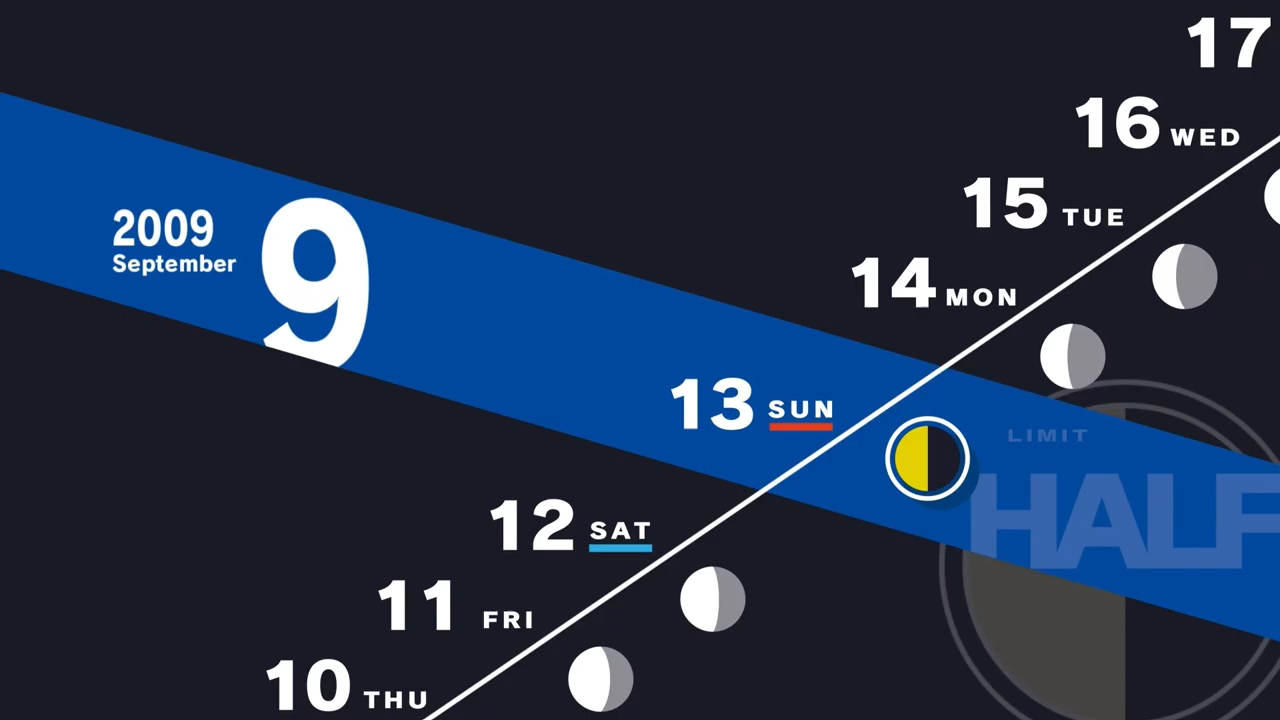 17
16 WED
15 TUE
2009
September
9
14 MON
13 SUN
LIMIT
HALF
12 SAT
11 FRI
10 THU